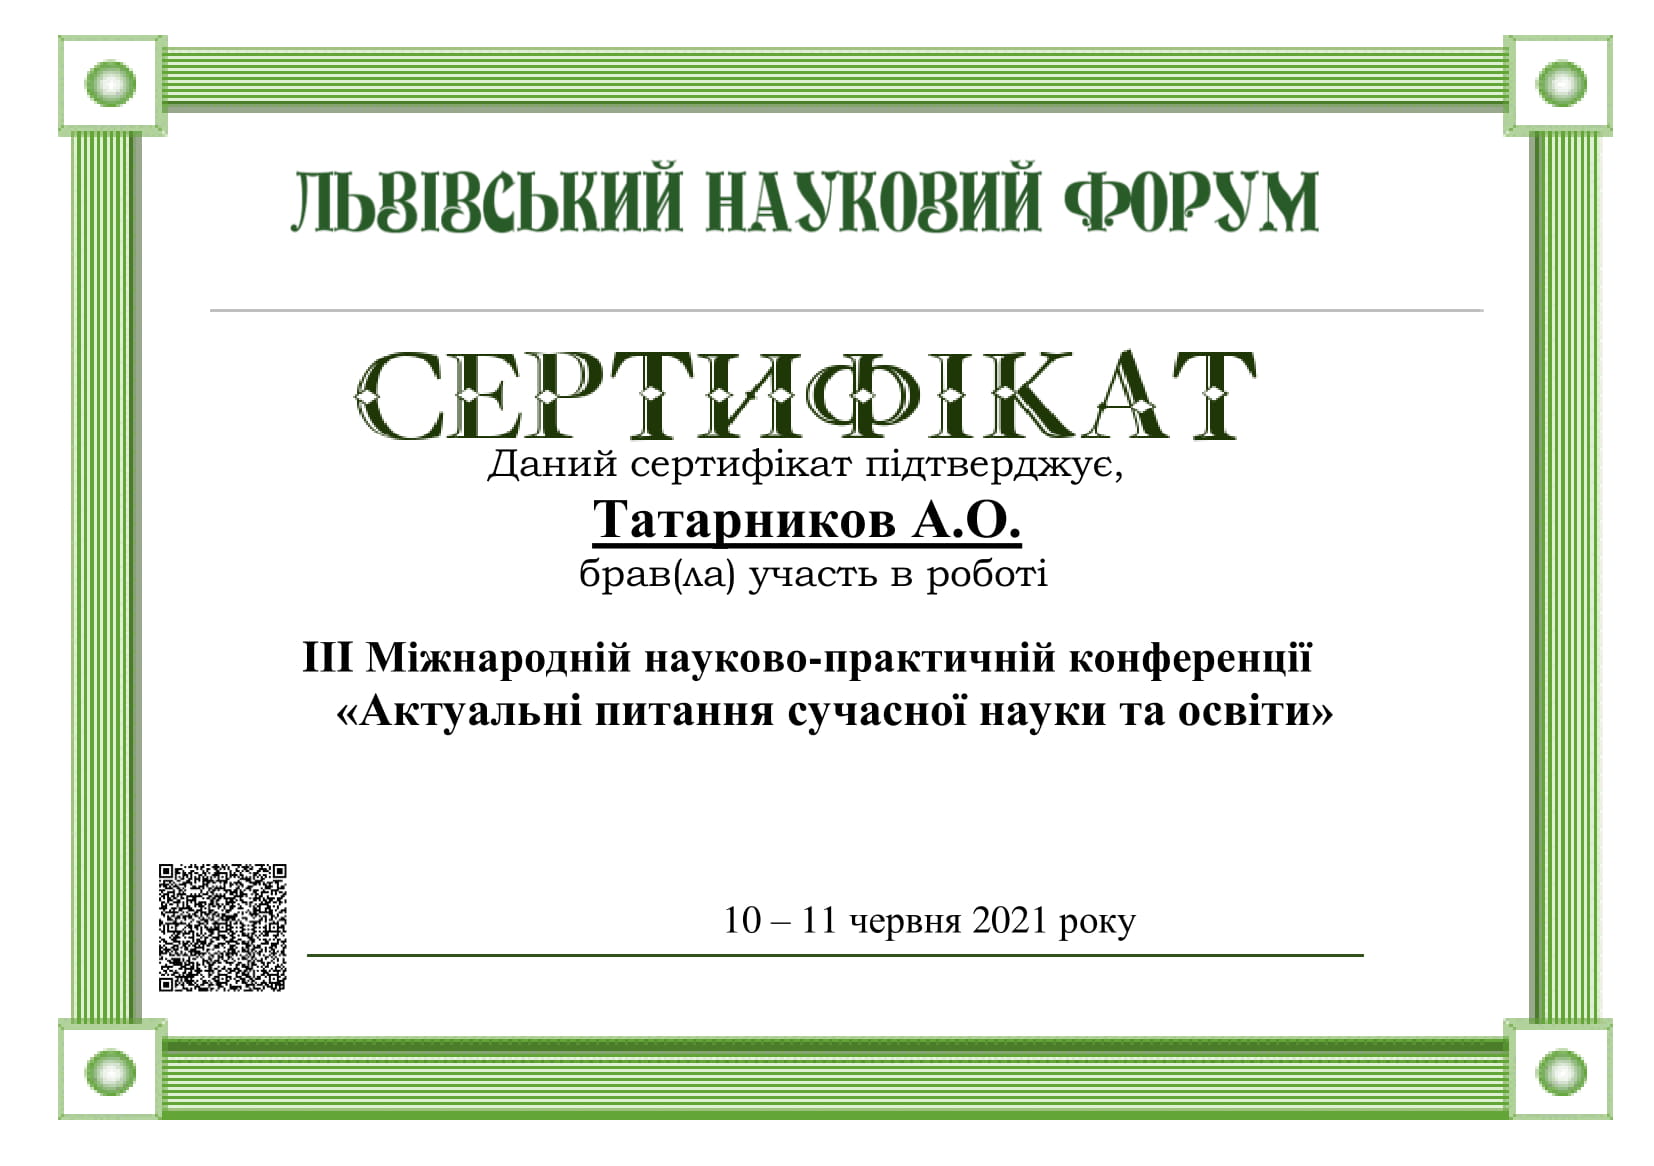 ЛЬВІВСЬКИЙ НАУКОВИЙ ФОРУМ
СЕРТИФІКАТ
Даний сертифікат підтверджує,
Татарников А.О.
брав(ла) участь в роботі
ІІІ Міжнародній науково-практичній конференції
«Актуальні питання сучасної науки та освіти»
10 – 11 червня 2021 року